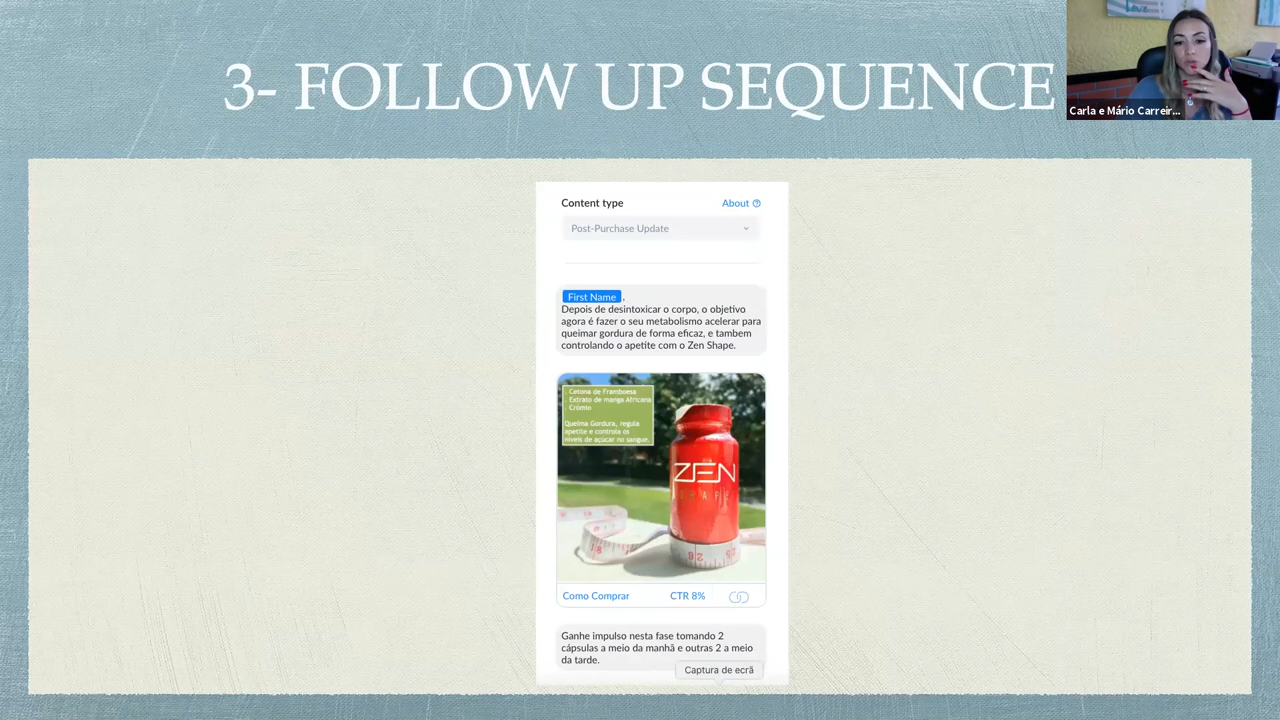 3- FOLLOW UP SEQUENCE
Love
Carla e Mário Carreir...
Content type
About
Post-Purchase Update
First Name ,
Depois de desintoxicar o corpo, o objetivo
agora é fazer o seu metabolismo acelerar para
queimar gordura de forma eficaz, e tambem
controlando o apetite com o Zen Shape.
Cetona de Framboesa
Extrato de manga Africana
Crómio
Queima Gordura, regula
apetite e controla os
níveis de açúcar no sangue.
ZEN
SHAPE
Como Comprar
CTR 8%
Ganhe impulso nesta fase tomando 2
cápsulas a meio da manhã e outras 2 a meio
da tarde.
Captura de ecrã